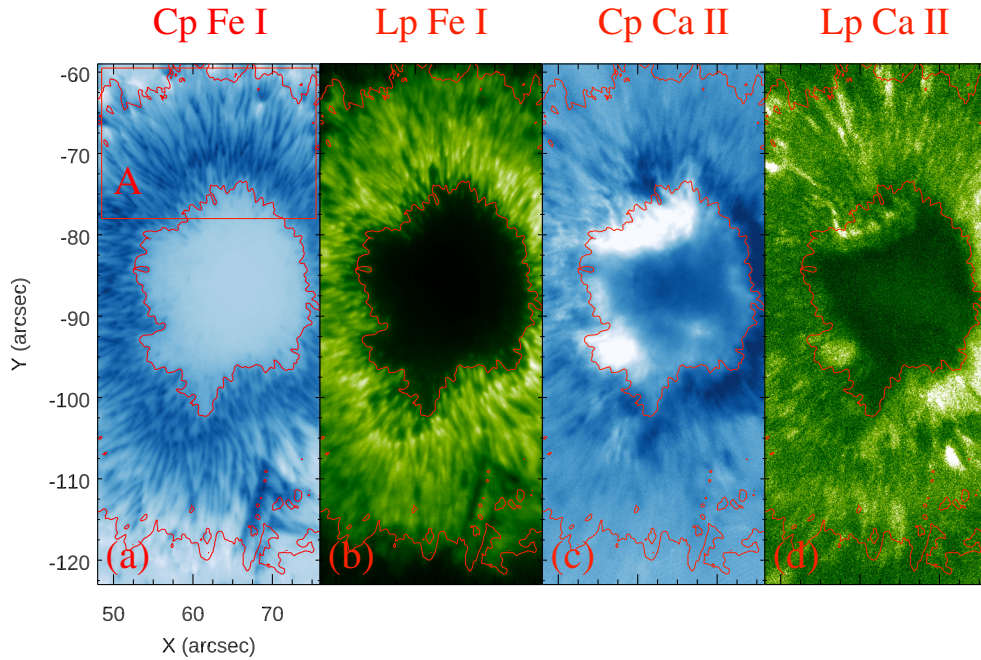 Cp Fe I Lp Fe I Cp Ca II Lp Ca II
-60
-70
A
-80
-90
-100
-110
-120
(a) (b) (c) (d)
50 60 70
X (arcsec)
Y (arcsec)